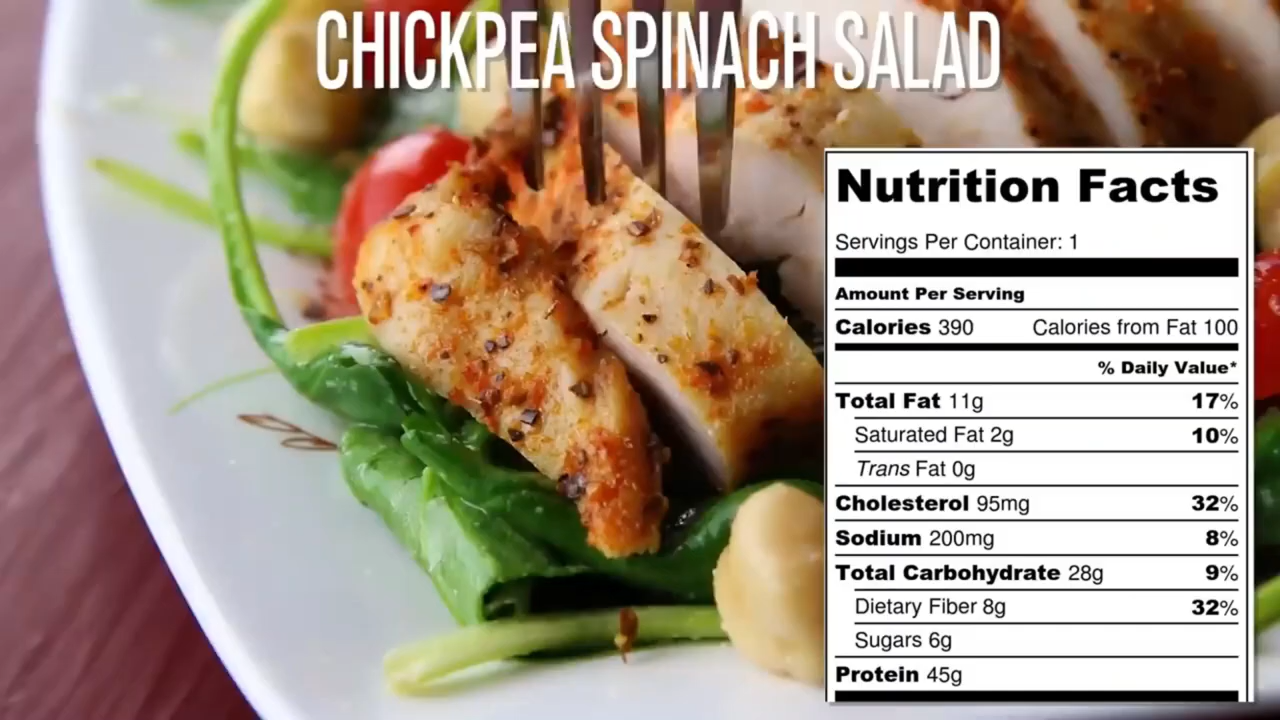 CHICKPEA SPINACH SALAD
Nutrition Facts
Servings Per Container: 1
Amount Per Serving
Calories 390 Calories from Fat 100
% Daily Value*
Total Fat 11g 17%
Saturated Fat 2g 10%
Trans Fat 0g
Cholesterol 95mg 32%
Sodium 200mg 8%
Total Carbohydrate 28g 9%
Dietary Fiber 8g 32%
Sugars 6g
Protein 45g